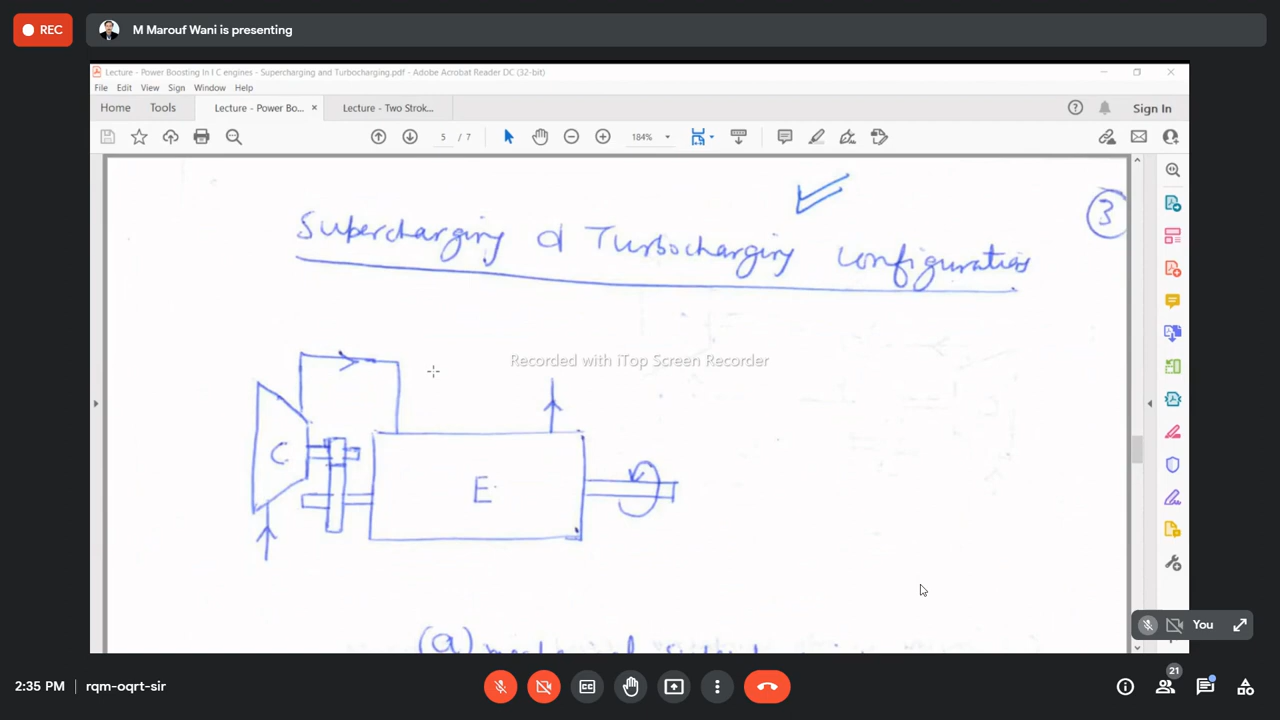 REC
M Marouf Wani is presenting
Lecture - Power Boosting In I C engines - Supercharging and Turbocharging.pdf - Adobe Acrobat Reader DC (32-bit)
File Edit View Sign Window Help
Home Tools Lecture - Power Bo... × Lecture - Two Strok... Sign In
5 / 7 184%
3
Supercharging & Turbocharging configurations
Recorded with iTop Screen Recorder
C
E
(a) mechanical
You
2:35 PM rqm-oqrt-sir
21